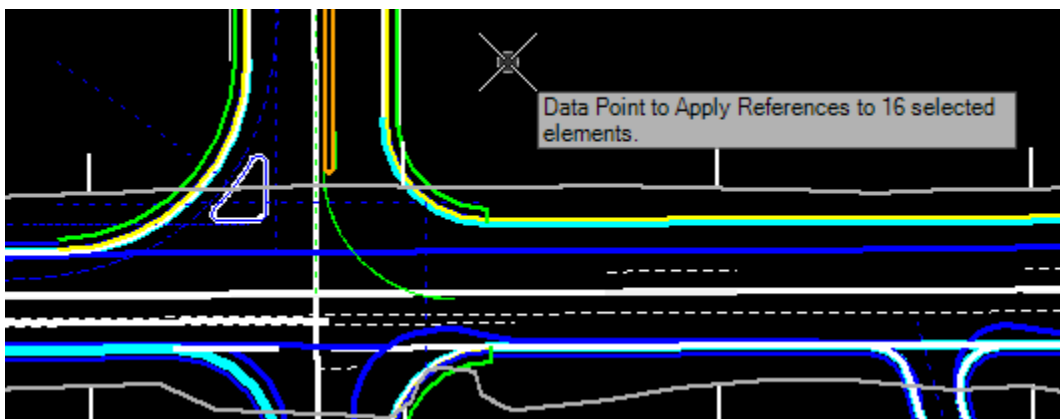 Data Point to Apply References to 16 selected
elements.